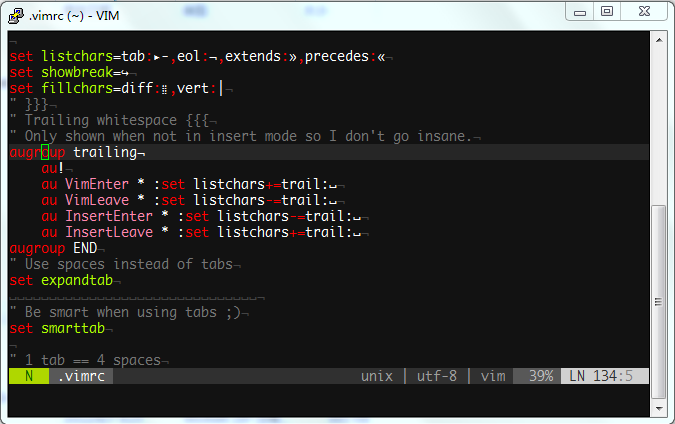 .vimrc (~) - VIM
¬
set listchars=tab:▸-,eol:¬,extends:»,precedes:«
set showbreak=↪
set fillchars=diff:⣿,vert:│¬
" }}}¬
" Trailing whitespace {{{¬
" Only shown when not in insert mode so I don't go insane.¬
augroup trailing¬
    au!¬
    au VimEnter * :set listchars+=trail:⌴¬
    au VimLeave * :set listchars-=trail:⌴¬
    au InsertEnter * :set listchars-=trail:⌴¬
    au InsertLeave * :set listchars+=trail:⌴¬
augroup END¬
" Use spaces instead of tabs¬
set expandtab¬
" Be smart when using tabs ;)¬
set smarttab¬
¬
" 1 tab == 4 spaces¬
N .vimrc unix │ utf-8 │ vim 39% LN 134:5